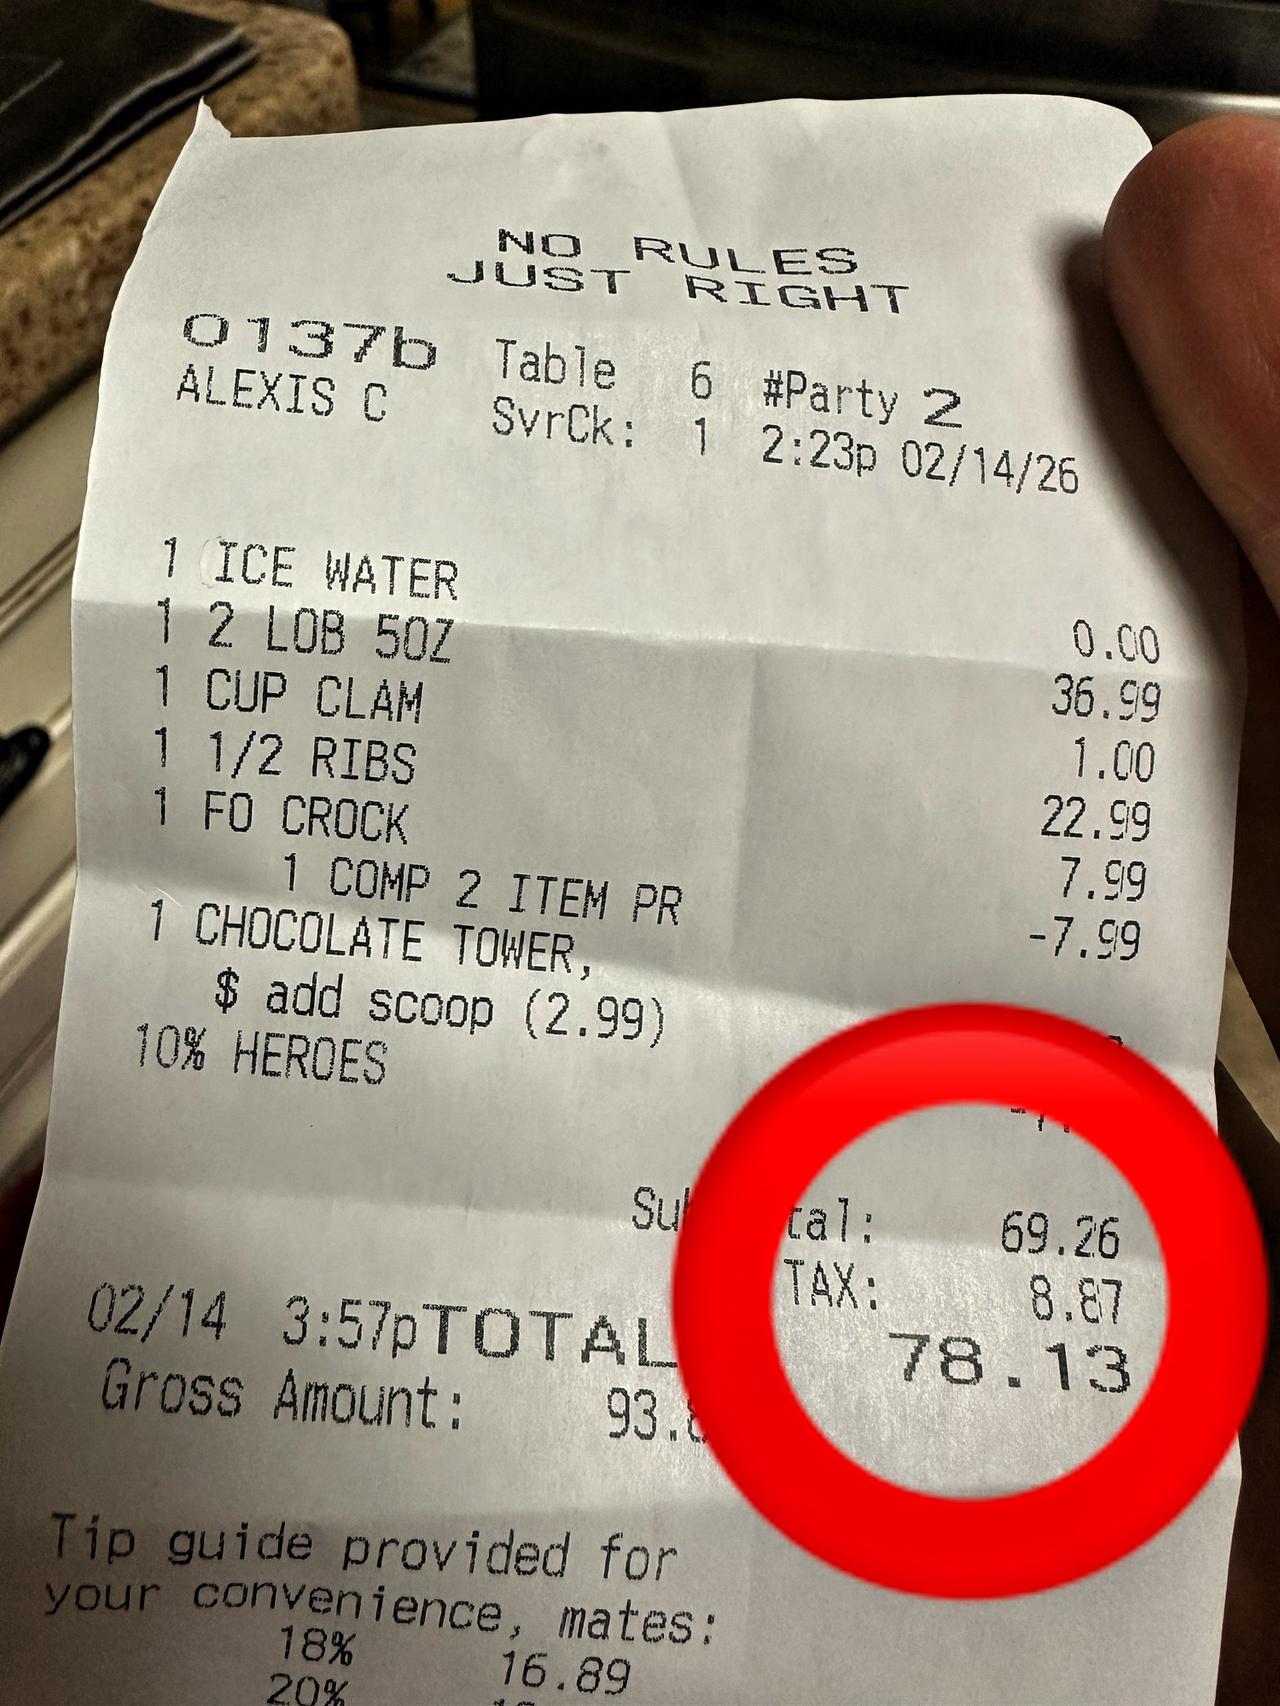 NO RULES
JUST RIGHT
0137b Table 6 #Party 2
ALEXIS C SvrCk: 1 2:23p 02/14/26
1 ICE WATER 0.00
1 2 LOB 5OZ 36.99
1 CUP CLAM 1.00
1 1/2 RIBS 22.99
1 FO CROCK 7.99
1 COMP 2 ITEM PR -7.99
1 CHOCOLATE TOWER,
$ add scoop (2.99)
10% HEROES
69.26
TAX: 8.87
02/14 3:57p TOTAL 78.13
Gross Amount:
Tip guide provided for
your convenience, mates:
18% 16.89
20%